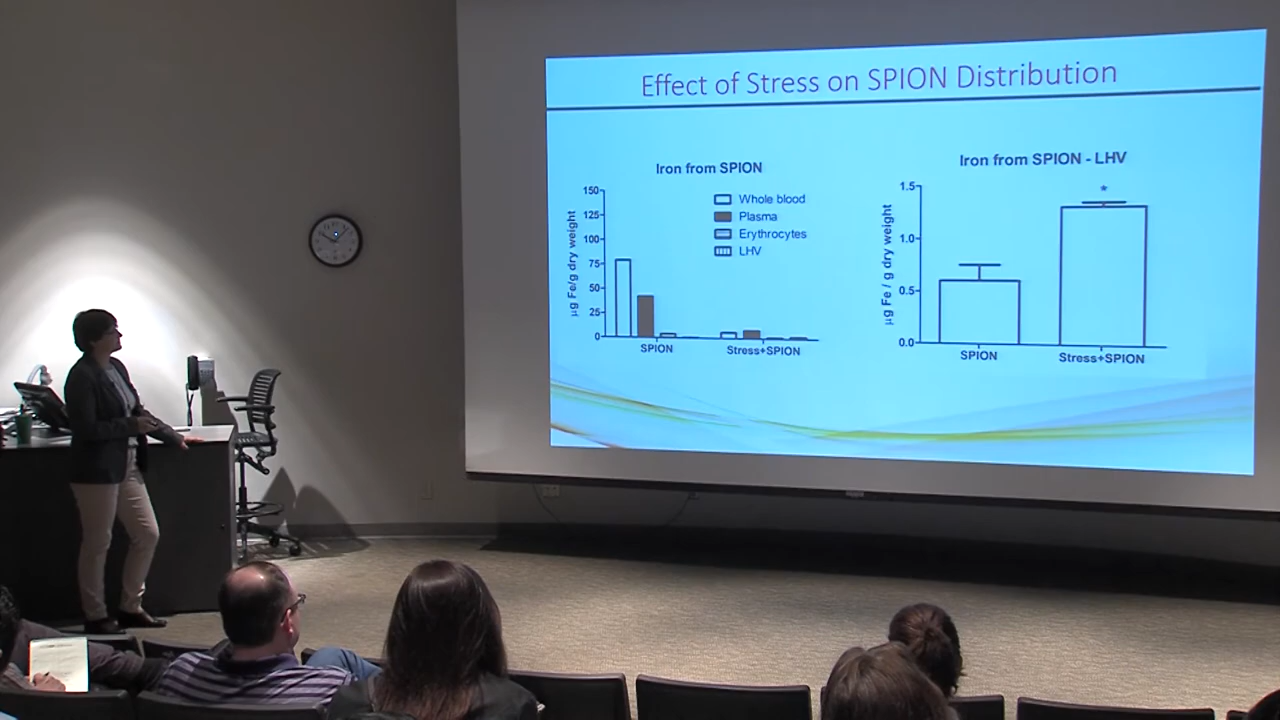 Effect of Stress on SPION Distribution
Iron from SPION
µg Fe/g dry weight
150
125
100
75
50
25
0
Whole blood
Plasma
Erythrocytes
LHV
SPION
Stress+SPION
Iron from SPION - LHV
µg Fe / g dry weight
1.5
1.0
0.5
0.0
*
SPION
Stress+SPION